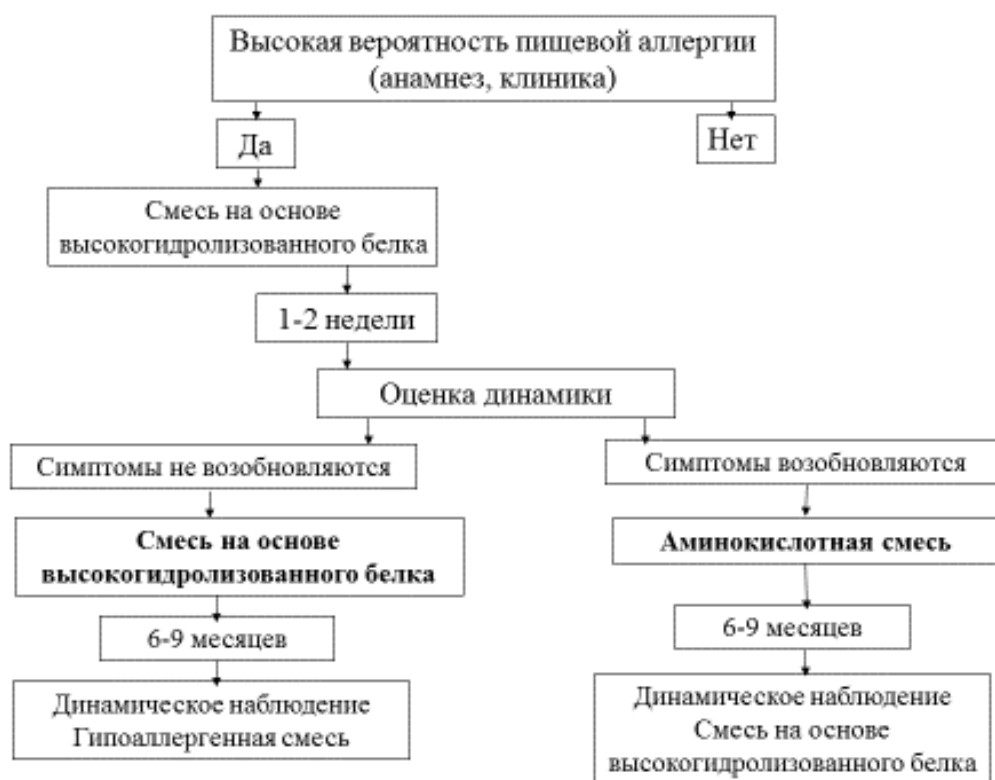 Высокая вероятность пищевой аллергии
(анамнез, клиника)
Да
Нет
Смесь на основе
высокогидролизованного белка
1-2 недели
Оценка динамики
Симптомы не возобновляются
Симптомы возобновляются
Смесь на основе
высокогидролизованного белка
Аминокислотная смесь
6-9 месяцев
6-9 месяцев
Динамическое наблюдение
Гипоаллергенная смесь
Динамическое наблюдение
Смесь на основе
высокогидролизованного белка